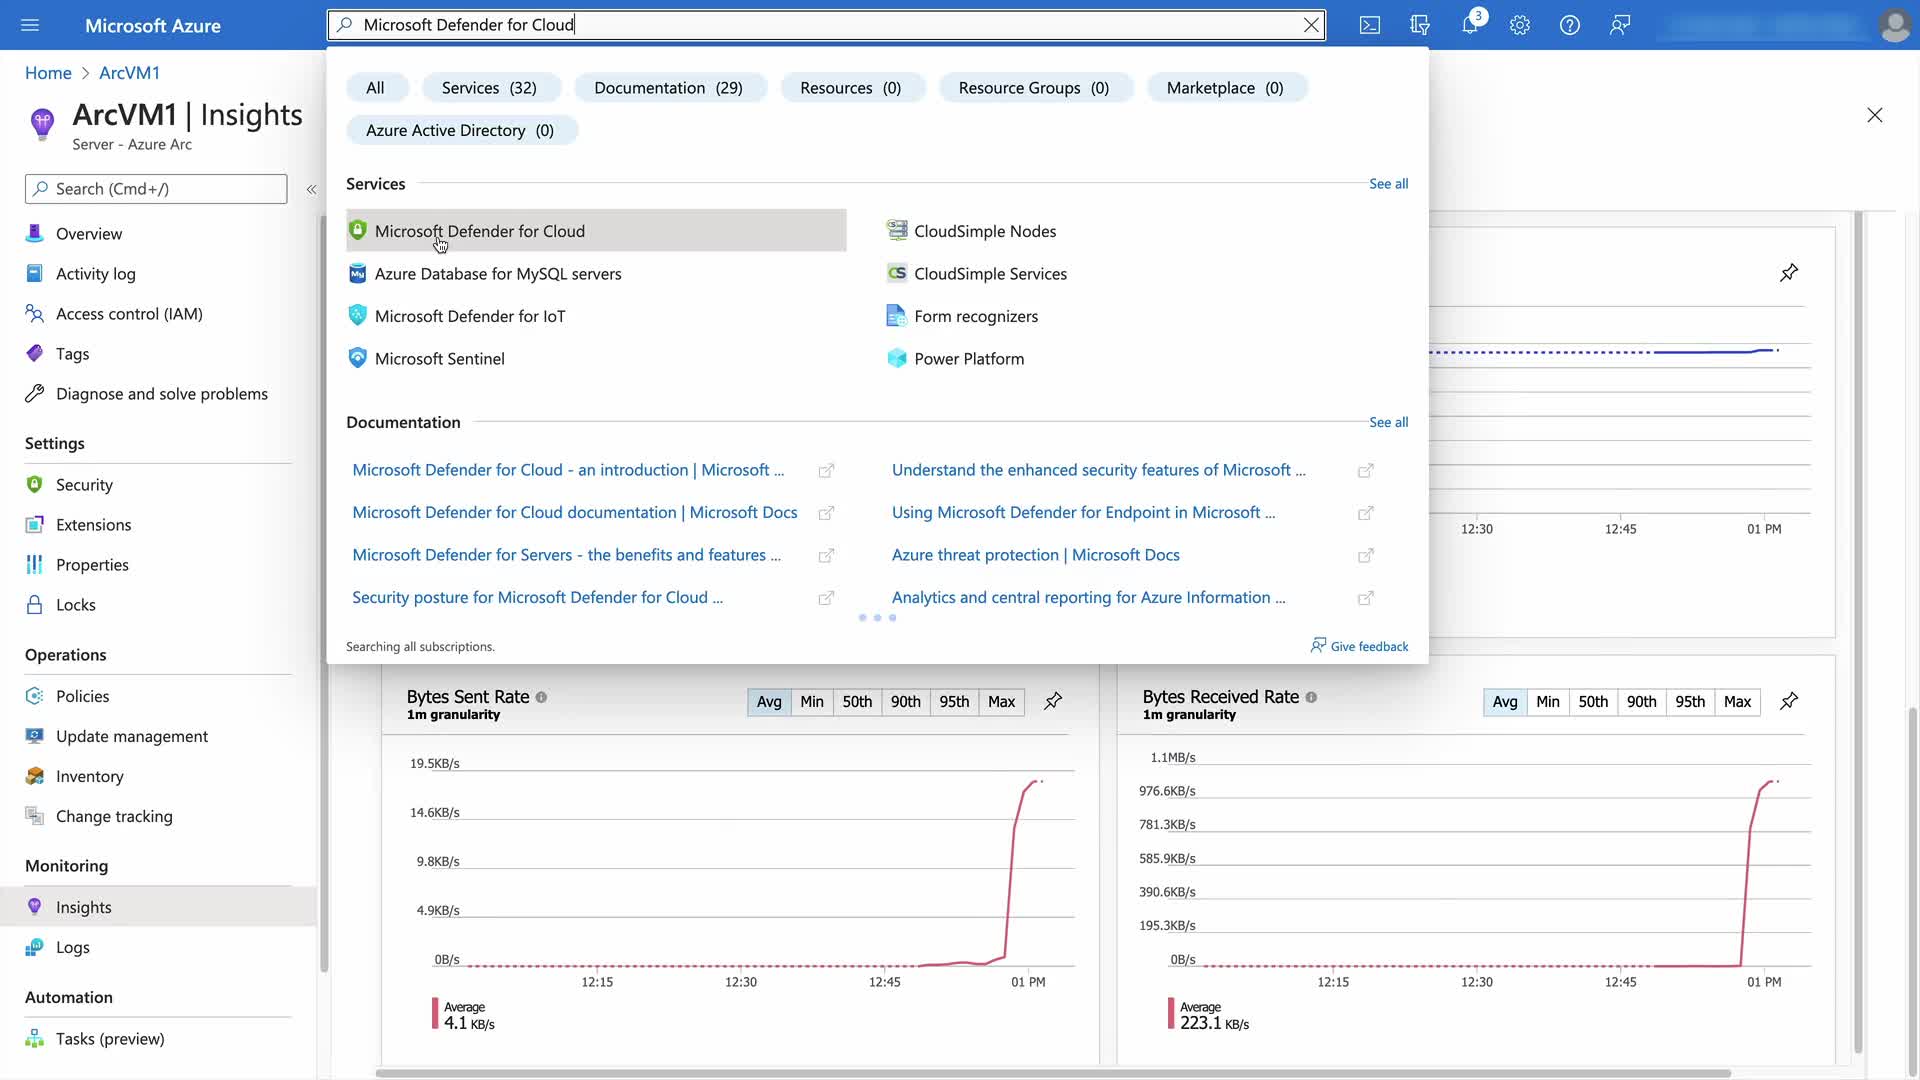 Microsoft Azure
Microsoft Defender for Cloud
3
Home > ArcVM1
ArcVM1 | Insights
Server - Azure Arc
Search (Cmd+/)
«
Overview
Activity log
Access control (IAM)
Tags
Diagnose and solve problems
Settings
Security
Extensions
Properties
Locks
Operations
Policies
Update management
Inventory
Change tracking
Monitoring
Insights
Logs
Automation
Tasks (preview)
All
Services (32)
Documentation (29)
Resources (0)
Resource Groups (0)
Marketplace (0)
Azure Active Directory (0)
Services
See all
Microsoft Defender for Cloud
Azure Database for MySQL servers
Microsoft Defender for IoT
Microsoft Sentinel
CloudSimple Nodes
CloudSimple Services
Form recognizers
Power Platform
Documentation
See all
Microsoft Defender for Cloud - an introduction | Microsoft ...
Microsoft Defender for Cloud documentation | Microsoft Docs
Microsoft Defender for Servers - the benefits and features ...
Security posture for Microsoft Defender for Cloud ...
Understand the enhanced security features of Microsoft ...
Using Microsoft Defender for Endpoint in Microsoft ...
Azure threat protection | Microsoft Docs
Analytics and central reporting for Azure Information ...
Searching all subscriptions.
Give feedback
12:30
12:45
01 PM
Bytes Sent Rate
1m granularity
Avg
Min
50th
90th
95th
Max
19.5KB/s
14.6KB/s
9.8KB/s
4.9KB/s
0B/s
12:15
12:30
12:45
01 PM
Average
4.1 KB/s
Bytes Received Rate
1m granularity
Avg
Min
50th
90th
95th
Max
1.1MB/s
976.6KB/s
781.3KB/s
585.9KB/s
390.6KB/s
195.3KB/s
0B/s
12:15
12:30
12:45
01 PM
Average
223.1 KB/s